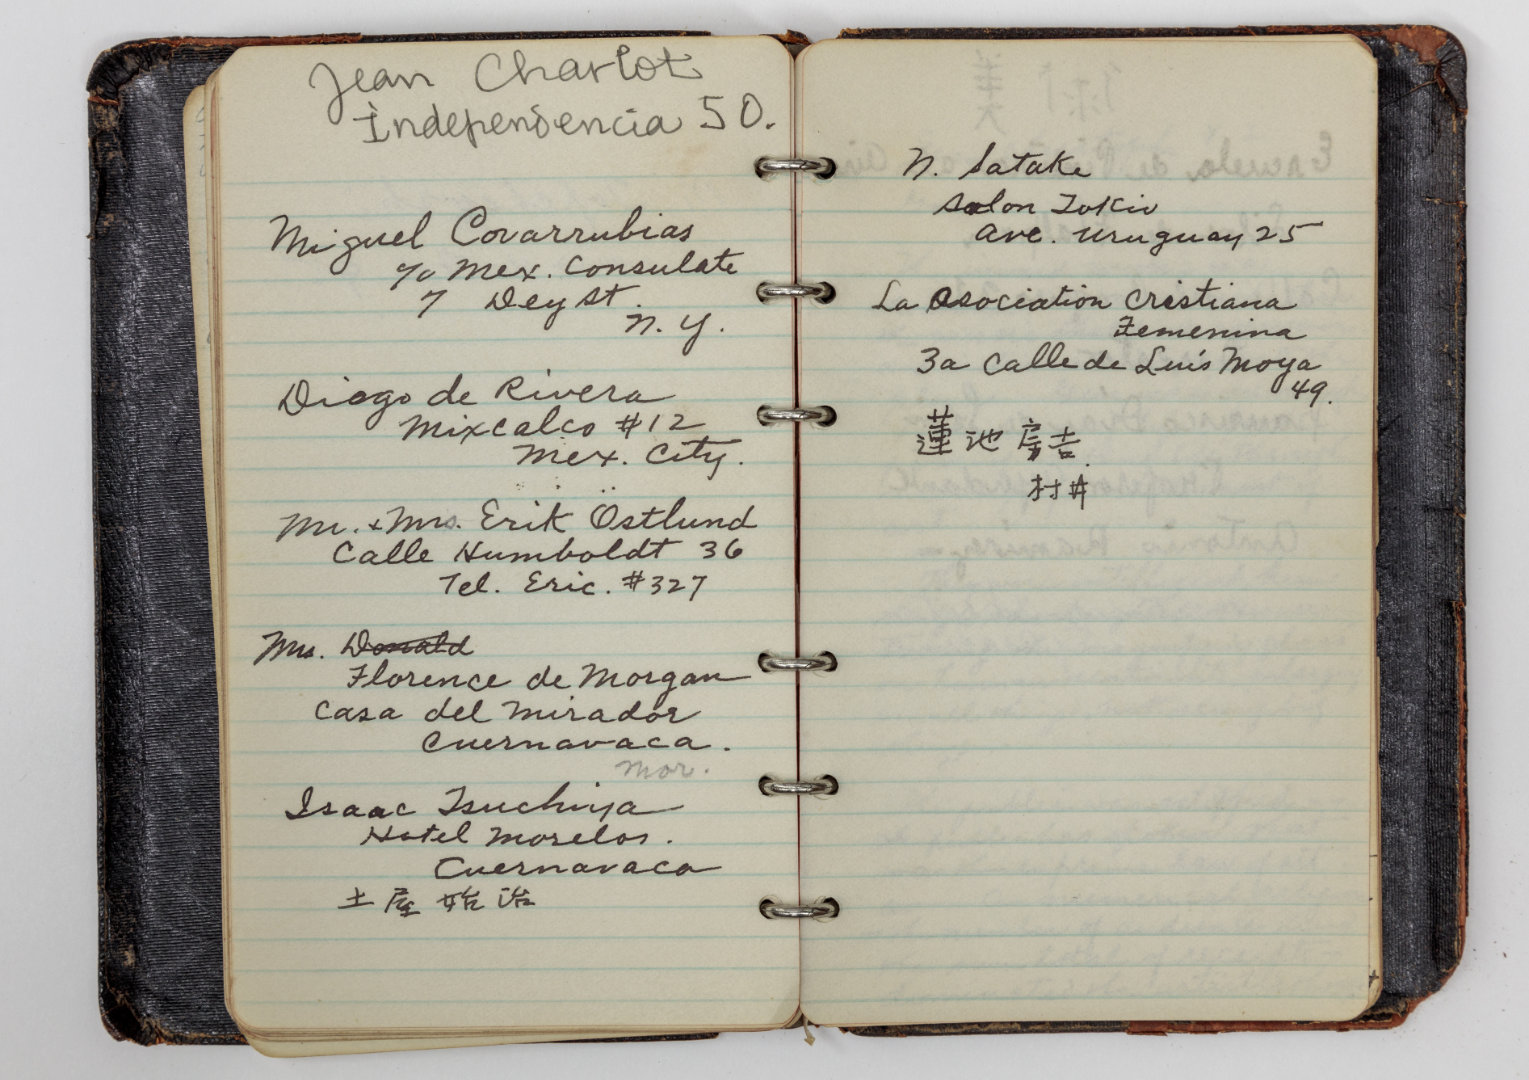 Jean Charlot
Independencia 50.
Miguel Covarrubias
c/o Mex. Consulate
7 Dey St.
N. Y.
Diego de Rivera
Mixcalco #12
Mex. City.
Mr. + Mrs. Erik Östlund
Calle Humboldt 36
Tel. Eric. #327
Mrs. Donald
Florence de Morgan
Casa del Mirador
Cuernavaca.
Mor.
Isaac Tsuchiya
Hotel Morelos.
Cuernavaca
土屋 始治
N. Satake
Salon Tokio
Ave. Uruguay 25
La Asociation Cristiana
Femenina
3a Calle de Luis Moya
49.
蓮池 房吉.
村井